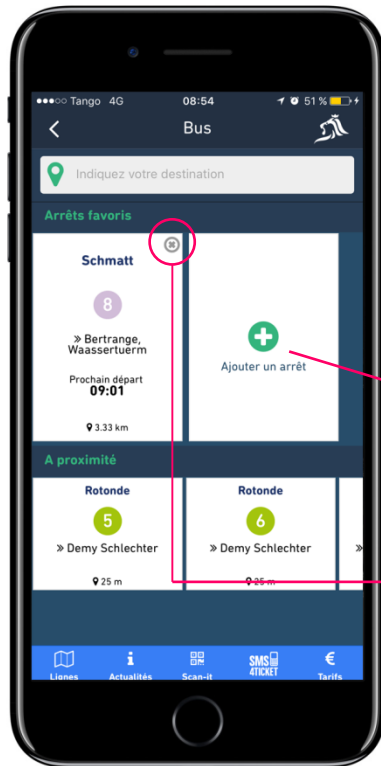 Tango 4G 08:54 51 %
Bus
Indiquez votre destination
Arrêts favoris
Schmatt
8
» Bertrange,
Waassertuerm
Prochain départ
09:01
3.33 km
Ajouter un arrêt
A proximité
Rotonde
5
» Demy Schlechter
25 m
Rotonde
6
» Demy Schlechter
25 m
»
Lignes
Actualités
Scan-it
SMS
4TICKET
€
Tarifs